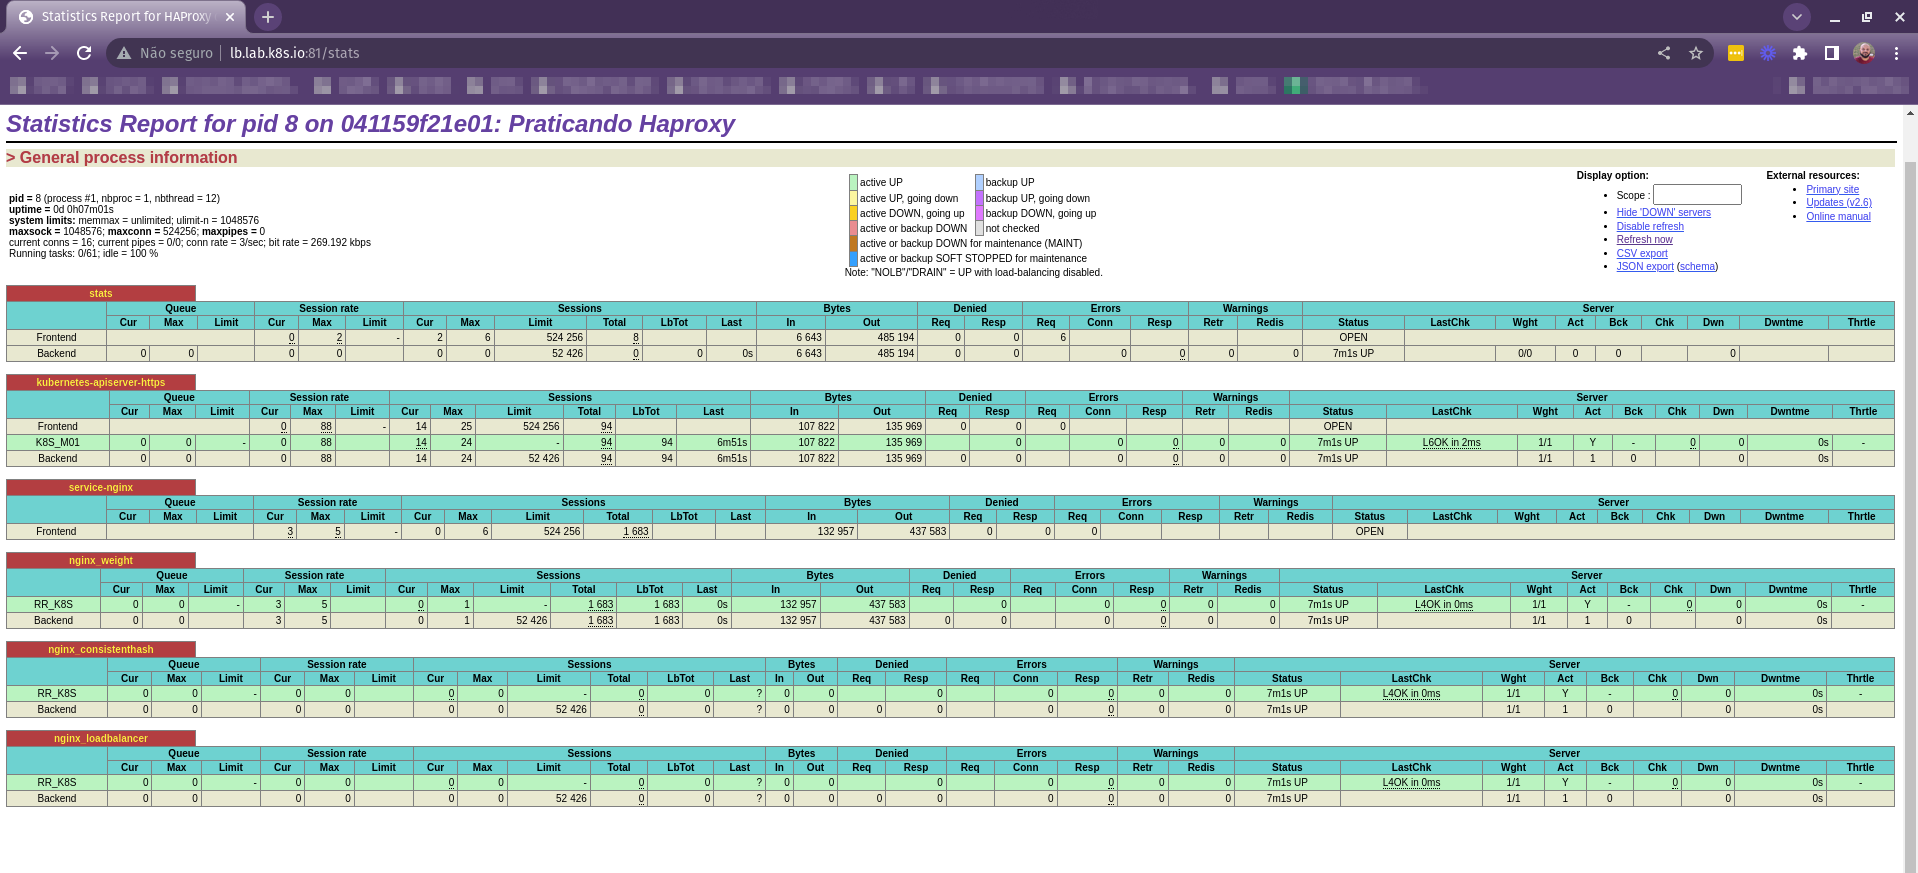 Statistics Report for HAProxy
Não seguro lb.lab.k8s.io:81/stats
Statistics Report for pid 8 on 041159f21e01: Praticando Haproxy
> General process information
pid = 8 (process #1, nbproc = 1, nbthread = 12)
uptime = 0d 0h07m01s
system limits: memmax = unlimited; ulimit-n = 1048576
maxsock = 1048576; maxconn = 524256; maxpipes = 0
current conns = 16; current pipes = 0/0; conn rate = 3/sec; bit rate = 269.192 kbps
Running tasks: 0/61; idle = 100 %
active UP backup UP
active UP, going down backup UP, going down
active DOWN, going up backup DOWN, going up
active or backup DOWN not checked
active or backup DOWN for maintenance (MAINT)
active or backup SOFT STOPPED for maintenance
Note: "NOLB"/"DRAIN" = UP with load-balancing disabled.
Display option:
• Scope :
• Hide 'DOWN' servers
• Disable refresh
• Refresh now
• CSV export
• JSON export (schema)
External resources:
• Primary site
• Updates (v2.6)
• Online manual
stats
Queue Session rate Sessions Bytes Denied Errors Warnings Server
Cur Max Limit Cur Max Limit Cur Max Limit Total LbTot Last In Out Req Resp Req Conn Resp Retr Redis Status LastChk Wght Act Bck Chk Dwn Dwntme Thrtle
Frontend 0 2 - 2 6 524 256 8 6 643 485 194 0 0 6 OPEN
Backend 0 0 0 0 0 0 52 426 0 0 0s 6 643 485 194 0 0 0 0 0 0 7m1s UP 0/0 0 0 0
kubernetes-apiserver-https
Queue Session rate Sessions Bytes Denied Errors Warnings Server
Cur Max Limit Cur Max Limit Cur Max Limit Total LbTot Last In Out Req Resp Req Conn Resp Retr Redis Status LastChk Wght Act Bck Chk Dwn Dwntme Thrtle
Frontend 0 88 - 14 25 524 256 94 107 822 135 969 0 0 0 OPEN
K8S_M01 0 0 - 0 88 14 24 - 94 94 6m51s 107 822 135 969 0 0 0 0 0 7m1s UP L6OK in 2ms 1/1 Y - 0 0 0s -
Backend 0 0 0 88 14 24 52 426 94 94 6m51s 107 822 135 969 0 0 0 0 0 0 7m1s UP 1/1 1 0 0 0s
service-nginx
Queue Session rate Sessions Bytes Denied Errors Warnings Server
Cur Max Limit Cur Max Limit Cur Max Limit Total LbTot Last In Out Req Resp Req Conn Resp Retr Redis Status LastChk Wght Act Bck Chk Dwn Dwntme Thrtle
Frontend 3 5 - 0 6 524 256 1 683 132 957 437 583 0 0 0 OPEN
nginx_weight
Queue Session rate Sessions Bytes Denied Errors Warnings Server
Cur Max Limit Cur Max Limit Cur Max Limit Total LbTot Last In Out Req Resp Req Conn Resp Retr Redis Status LastChk Wght Act Bck Chk Dwn Dwntme Thrtle
RR_K8S 0 0 - 3 5 0 1 - 1 683 1 683 0s 132 957 437 583 0 0 0 0 0 7m1s UP L4OK in 0ms 1/1 Y - 0 0 0s -
Backend 0 0 3 5 0 1 52 426 1 683 1 683 0s 132 957 437 583 0 0 0 0 0 0 7m1s UP 1/1 1 0 0 0s
nginx_consistenthash
Queue Session rate Sessions Bytes Denied Errors Warnings Server
Cur Max Limit Cur Max Limit Cur Max Limit Total LbTot Last In Out Req Resp Req Conn Resp Retr Redis Status LastChk Wght Act Bck Chk Dwn Dwntme Thrtle
RR_K8S 0 0 - 0 0 0 0 - 0 0 ? 0 0 0 0 0 0 0 7m1s UP L4OK in 0ms 1/1 Y - 0 0 0s -
Backend 0 0 0 0 0 0 52 426 0 0 ? 0 0 0 0 0 0 0 0 7m1s UP 1/1 1 0 0 0s
nginx_loadbalancer
Queue Session rate Sessions Bytes Denied Errors Warnings Server
Cur Max Limit Cur Max Limit Cur Max Limit Total LbTot Last In Out Req Resp Req Conn Resp Retr Redis Status LastChk Wght Act Bck Chk Dwn Dwntme Thrtle
RR_K8S 0 0 - 0 0 0 0 - 0 0 ? 0 0 0 0 0 0 0 7m1s UP L4OK in 0ms 1/1 Y - 0 0 0s -
Backend 0 0 0 0 0 0 52 426 0 0 ? 0 0 0 0 0 0 0 0 7m1s UP 1/1 1 0 0 0s